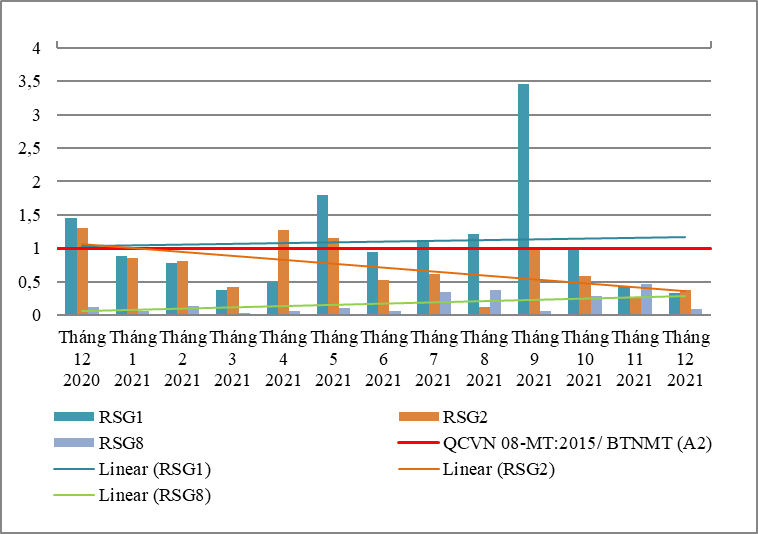 4
3,5
3
2,5
2
1,5
1
0,5
0
Tháng Tháng Tháng Tháng Tháng Tháng Tháng Tháng Tháng Tháng Tháng Tháng Tháng
12 1 2 3 4 5 6 7 8 9 10 11 12
2020 2021 2021 2021 2021 2021 2021 2021 2021 2021 2021 2021 2021
RSG1 RSG2
RSG8 QCVN 08-MT:2015/ BTNMT (A2)
Linear (RSG1) Linear (RSG2)
Linear (RSG8)